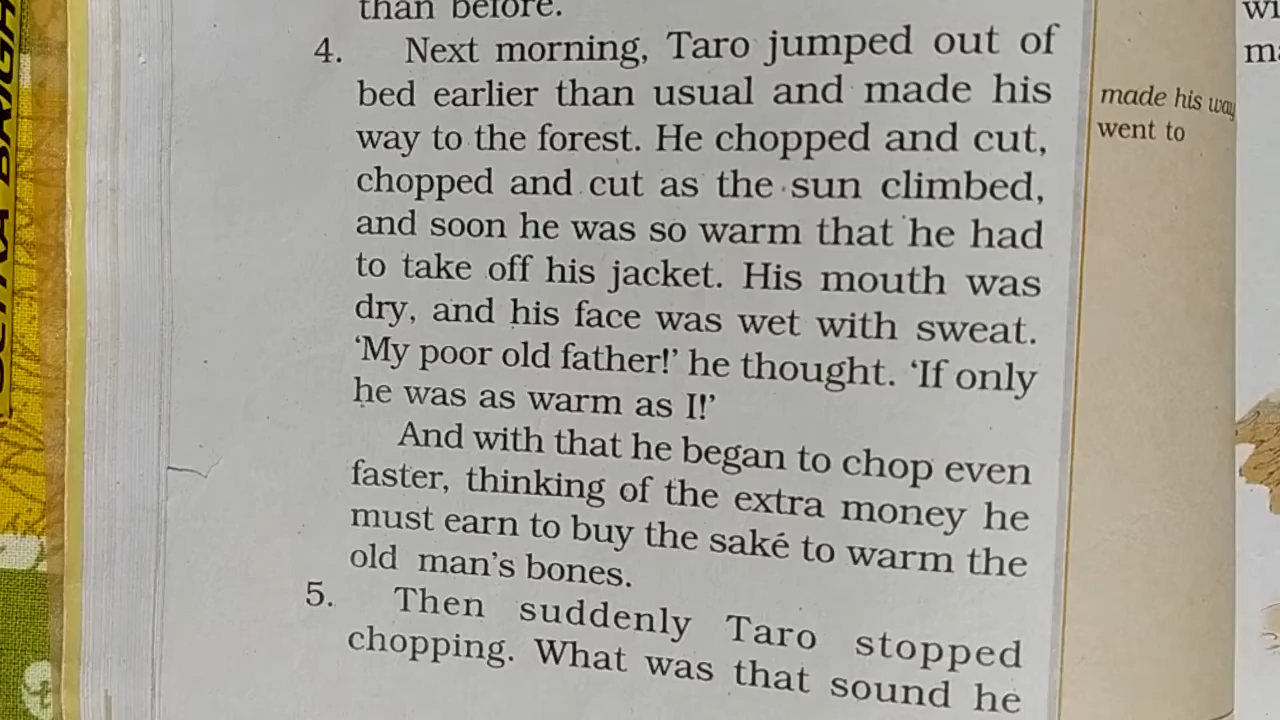 than before.
4. Next morning, Taro jumped out of
bed earlier than usual and made his
way to the forest. He chopped and cut,
chopped and cut as the sun climbed,
and soon he was so warm that he had
to take off his jacket. His mouth was
dry, and his face was wet with sweat.
‘My poor old father!’ he thought. ‘If only
he was as warm as I!’
And with that he began to chop even
faster, thinking of the extra money he
must earn to buy the saké to warm the
old man’s bones.
5. Then suddenly Taro stopped
chopping. What was that sound he
made his way
went to